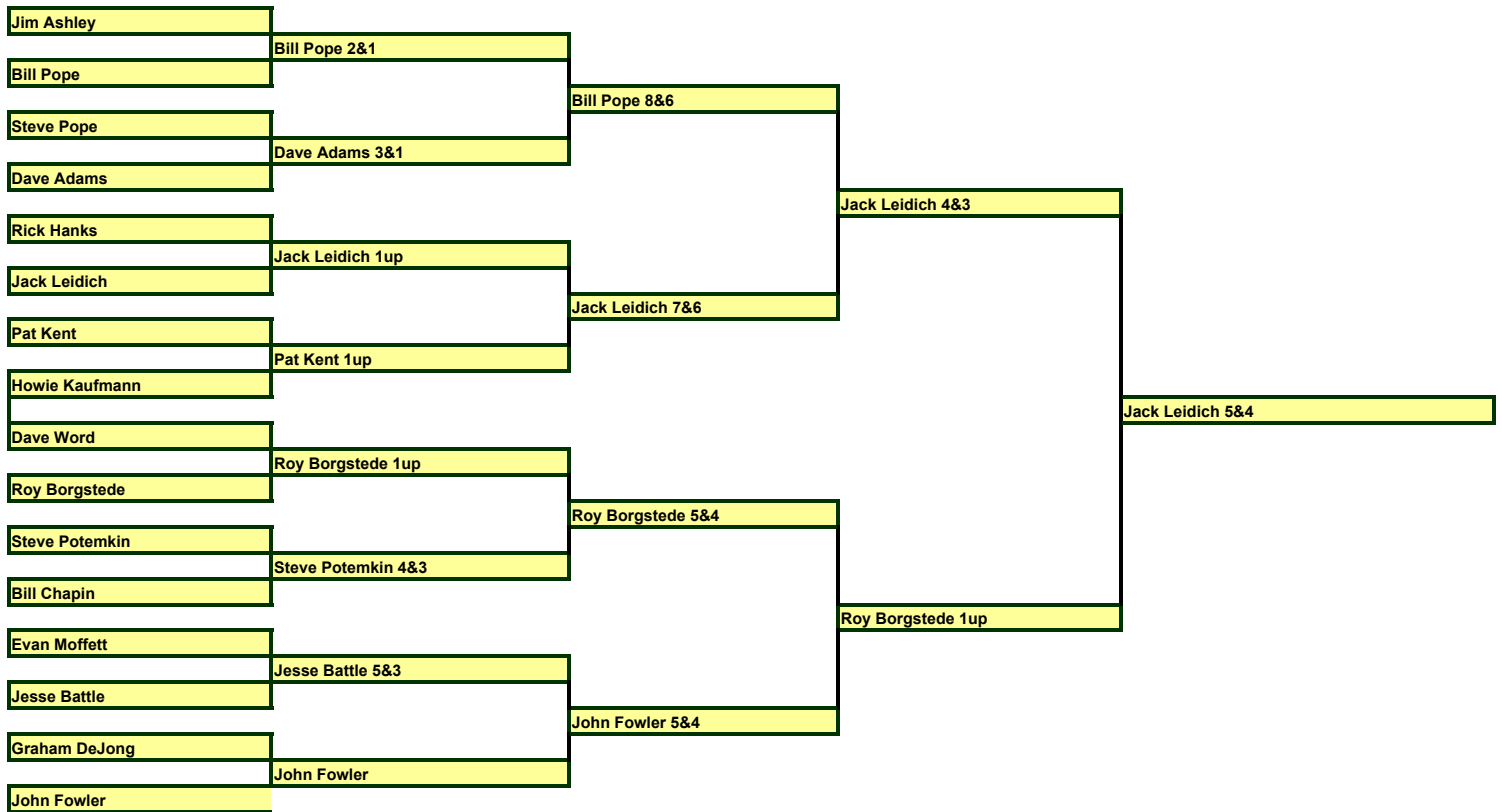 Jim Ashley
Bill Pope 2&1
Bill Pope
Bill Pope 8&6
Steve Pope
Dave Adams 3&1
Dave Adams
Jack Leidich 4&3
Rick Hanks
Jack Leidich 1up
Jack Leidich
Jack Leidich 7&6
Pat Kent
Pat Kent 1up
Howie Kaufmann
Jack Leidich 5&4
Dave Word
Roy Borgstede 1up
Roy Borgstede
Roy Borgstede 5&4
Steve Potemkin
Steve Potemkin 4&3
Bill Chapin
Roy Borgstede 1up
Evan Moffett
Jesse Battle 5&3
Jesse Battle
John Fowler 5&4
Graham DeJong
John Fowler
John Fowler